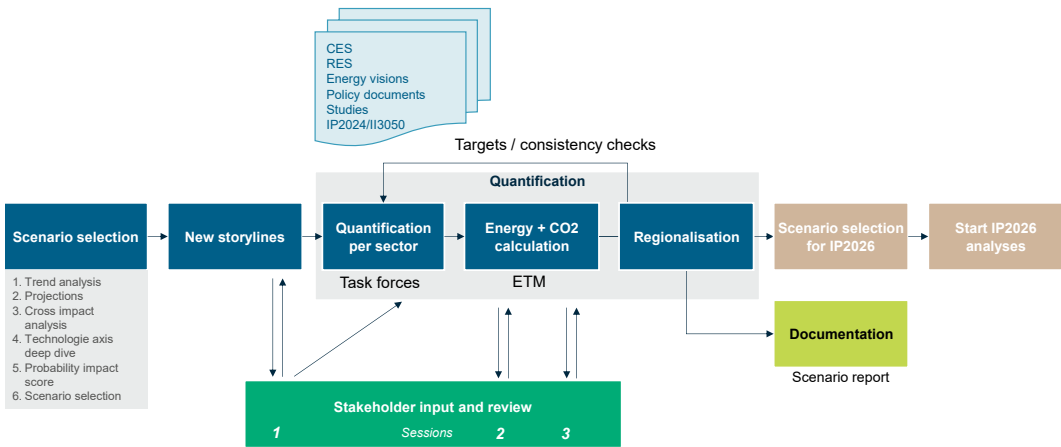 CES
RES
Energy visions
Policy documents
Studies
IP2024/II3050
Targets / consistency checks
Quantification
Scenario selection
New storylines
Quantification
per sector
Energy + CO2
calculation
Regionalisation
Scenario selection
for IP2026
Start IP2026
analyses
Task forces
ETM
1. Trend analysis
2. Projections
3. Cross impact
analysis
4. Technologie axis
deep dive
5. Probability impact
score
6. Scenario selection
Documentation
Scenario report
Stakeholder input and review
1 Sessions 2 3